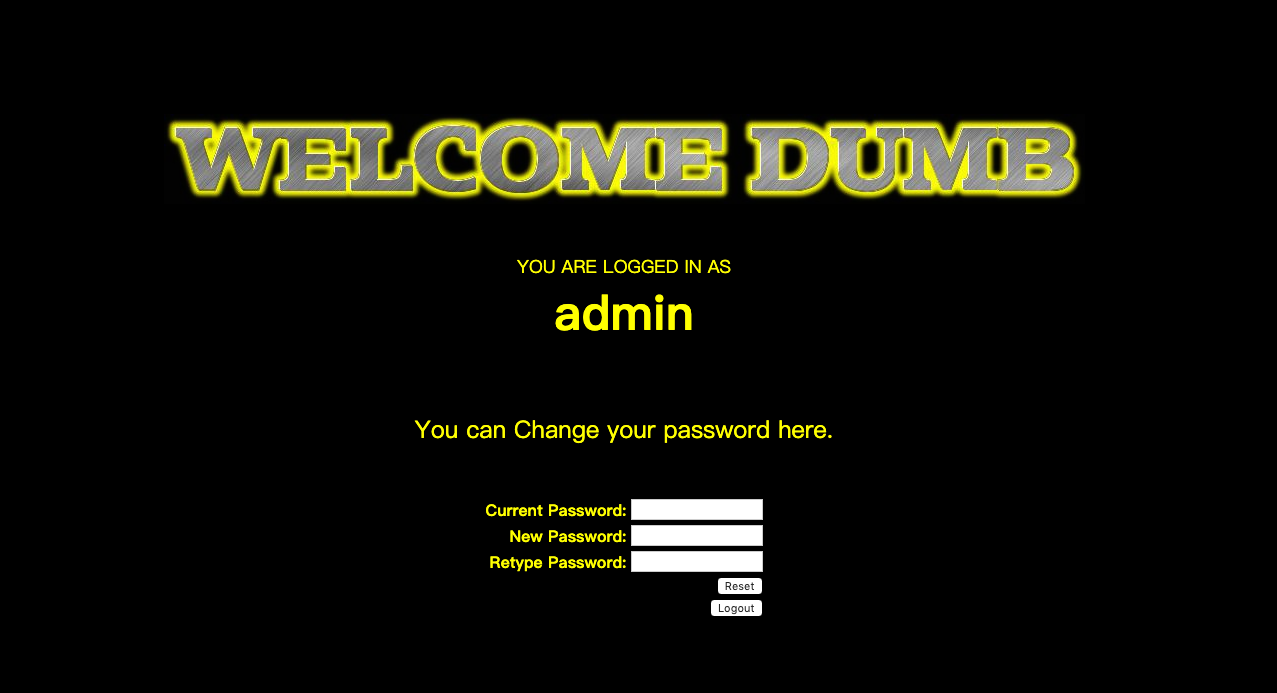 WELCOME DUMB
YOU ARE LOGGED IN AS
admin
You can Change your password here.
Current Password:
New Password:
Retype Password:
Reset
Logout